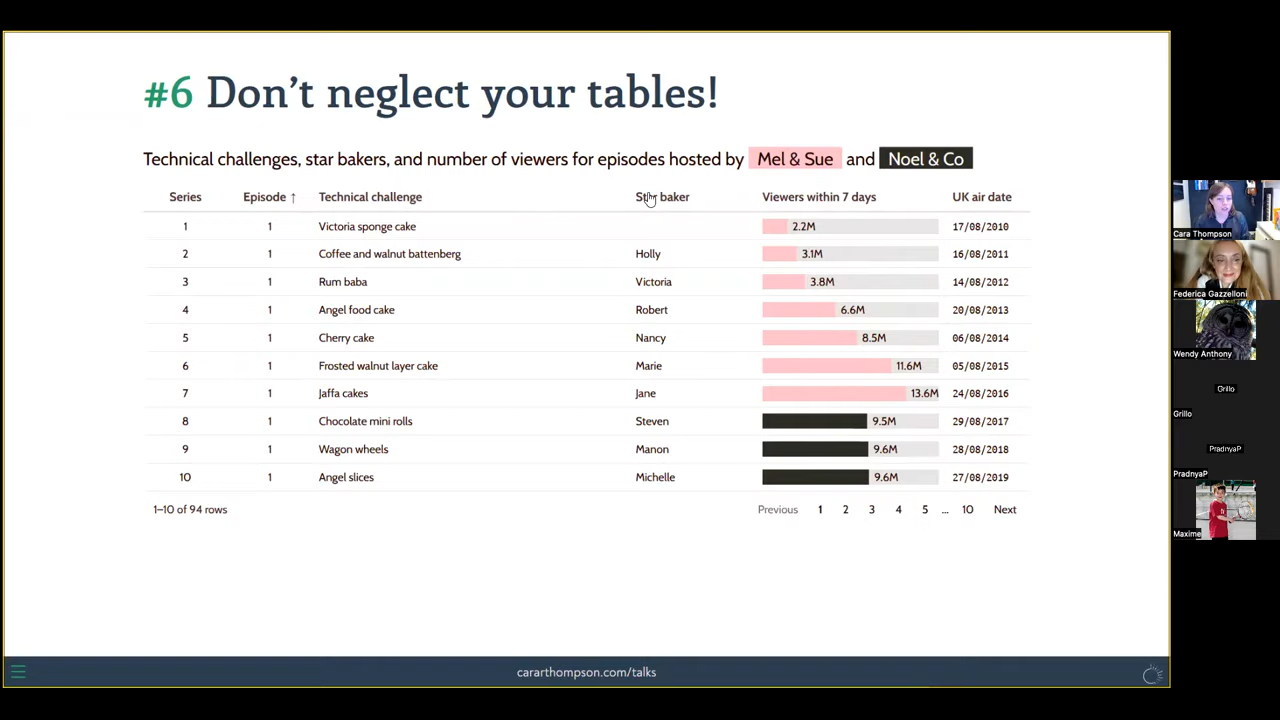 #6 Don't neglect your tables!
Technical challenges, star bakers, and number of viewers for episodes hosted by Mel & Sue and Noel & Co
Series Episode ↑ Technical challenge Star baker Viewers within 7 days UK air date
1 1 Victoria sponge cake 2.2M 17/08/2010
2 1 Coffee and walnut battenberg Holly 3.1M 16/08/2011
3 1 Rum baba Victoria 3.8M 14/08/2012
4 1 Angel food cake Robert 6.6M 20/08/2013
5 1 Cherry cake Nancy 8.5M 06/08/2014
6 1 Frosted walnut layer cake Marie 11.6M 05/08/2015
7 1 Jaffa cakes Jane 13.6M 24/08/2016
8 1 Chocolate mini rolls Steven 9.5M 29/08/2017
9 1 Wagon wheels Manon 9.6M 28/08/2018
10 1 Angel slices Michelle 9.6M 27/08/2019
1–10 of 94 rows Previous 1 2 3 4 5 ... 10 Next
cararthompson.com/talks
Cara Thompson
Federica Gazzelloni
Wendy Anthony
Grillo
Grillo
PradnyaP
PradnyaP
Maxime